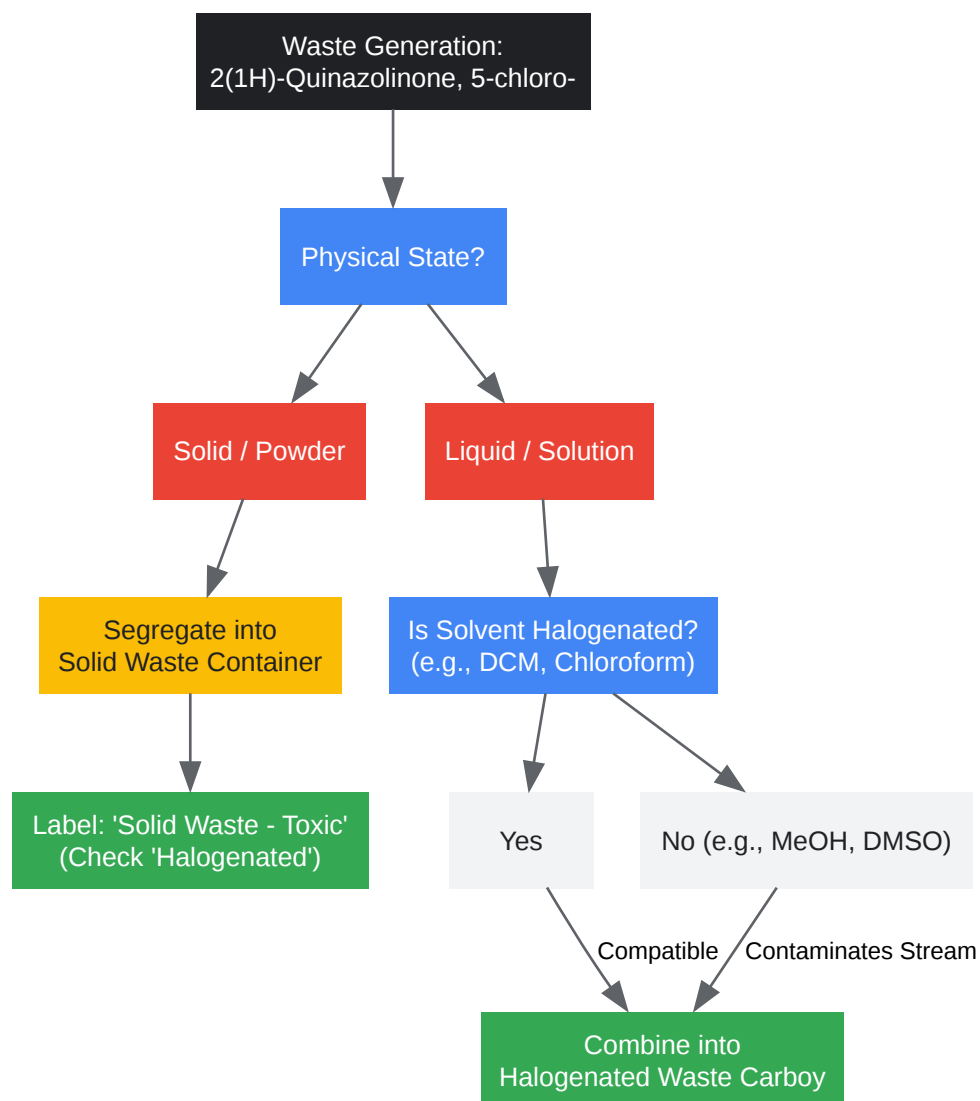 Waste Generation:
2(1H)-Quinazolinone, 5-chloro-
Physical State?
Solid / Powder
Liquid / Solution
Segregate into
Solid Waste Container
Is Solvent Halogenated?
(e.g., DCM, Chloroform)
Label: 'Solid Waste - Toxic'
(Check 'Halogenated')
Yes
No (e.g., MeOH, DMSO)
Compatible
Contaminates Stream
Combine into
Halogenated Waste Carboy